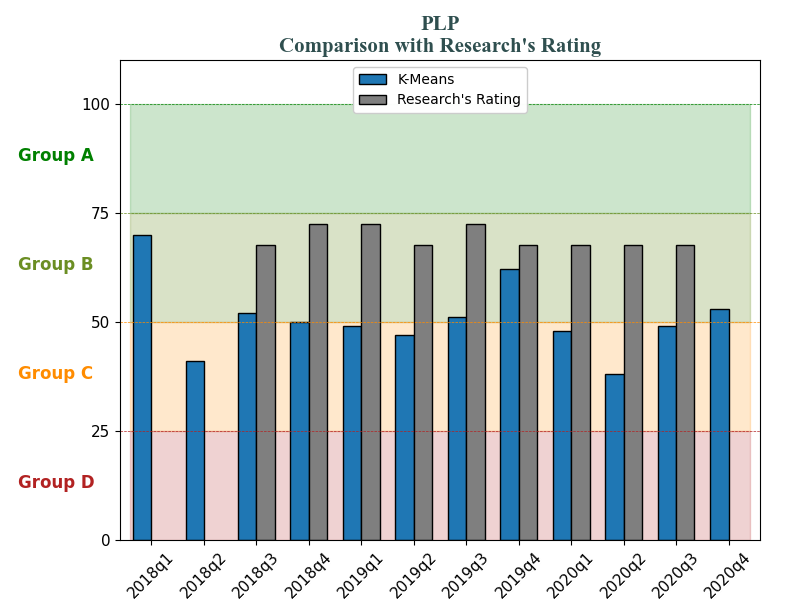 PLP
Comparison with Research's Rating
K-Means
Research's Rating
100
Group A
75
Group B
50
Group C
25
Group D
0
2018q1
2018q2
2018q3
2018q4
2019q1
2019q2
2019q3
2019q4
2020q1
2020q2
2020q3
2020q4